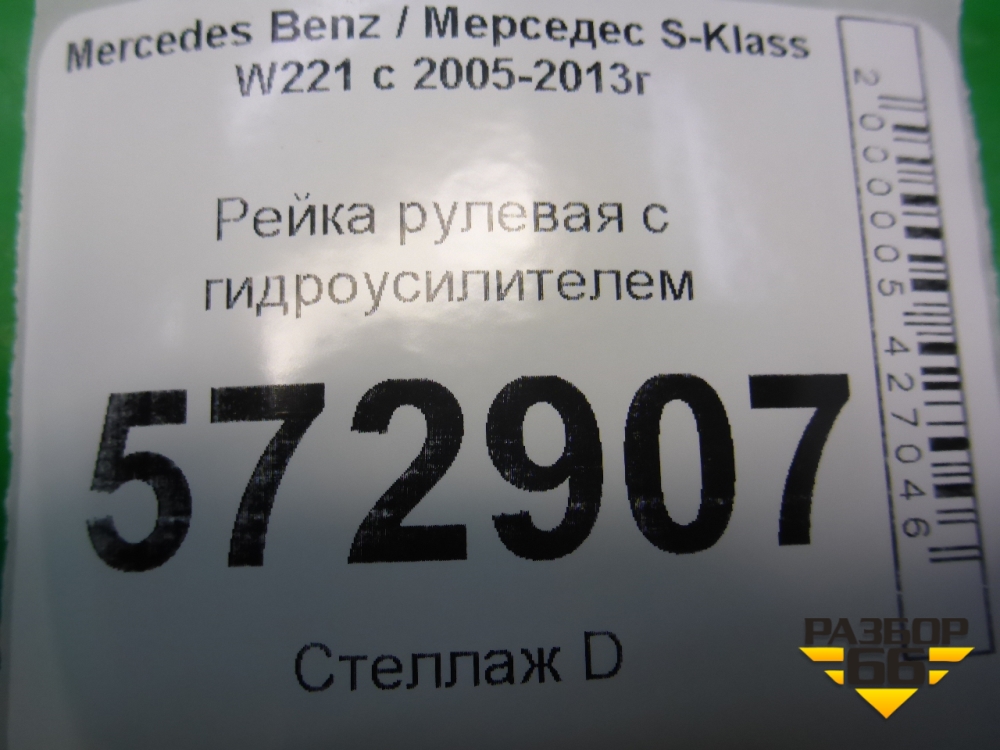 Mercedes Benz / Мерседес S-Klass
W221 с 2005-2013г
Рейка рулевая с
гидроусилителем
572907
Стеллаж D
2000005427046
РАЗБОР
66